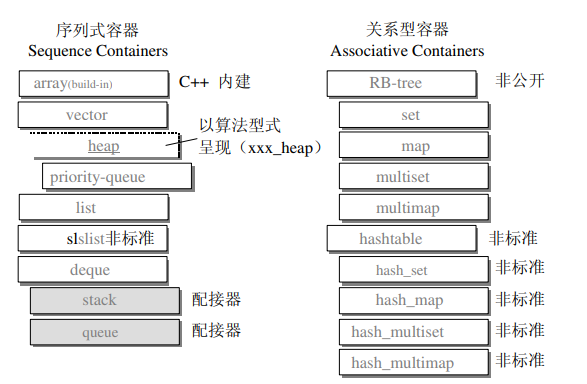 序列式容器
Sequence Containers
array(build-in)
C++ 内建
vector
heap
以算法型式
呈现（xxx_heap）
priority-queue
list
slslist非标准
deque
stack
配接器
queue
配接器
关系型容器
Associative Containers
RB-tree
非公开
set
map
multiset
multimap
hashtable
非标准
hash_set
非标准
hash_map
非标准
hash_multiset
非标准
hash_multimap
非标准